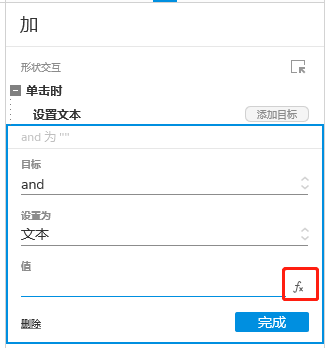 加
形状交互
单击时
设置文本 添加目标
and 为 ""
目标
and
设置为
文本
值
fx
删除 完成